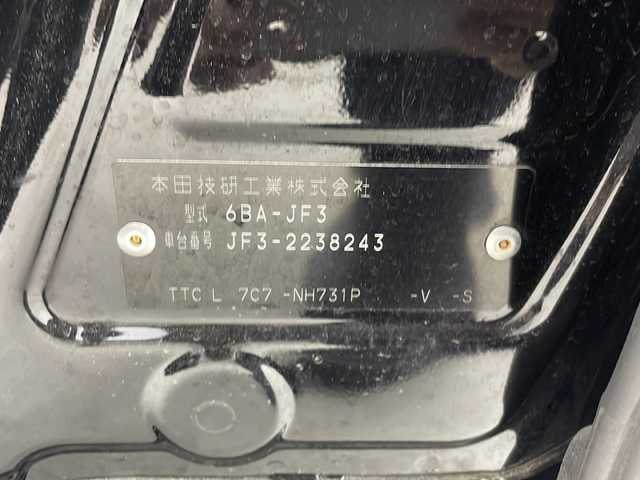 本田技研工業株式会社
型式 6BA-JF3
車台番号 JF3-2238243
TTC L 7C7 -NH731P -V -S